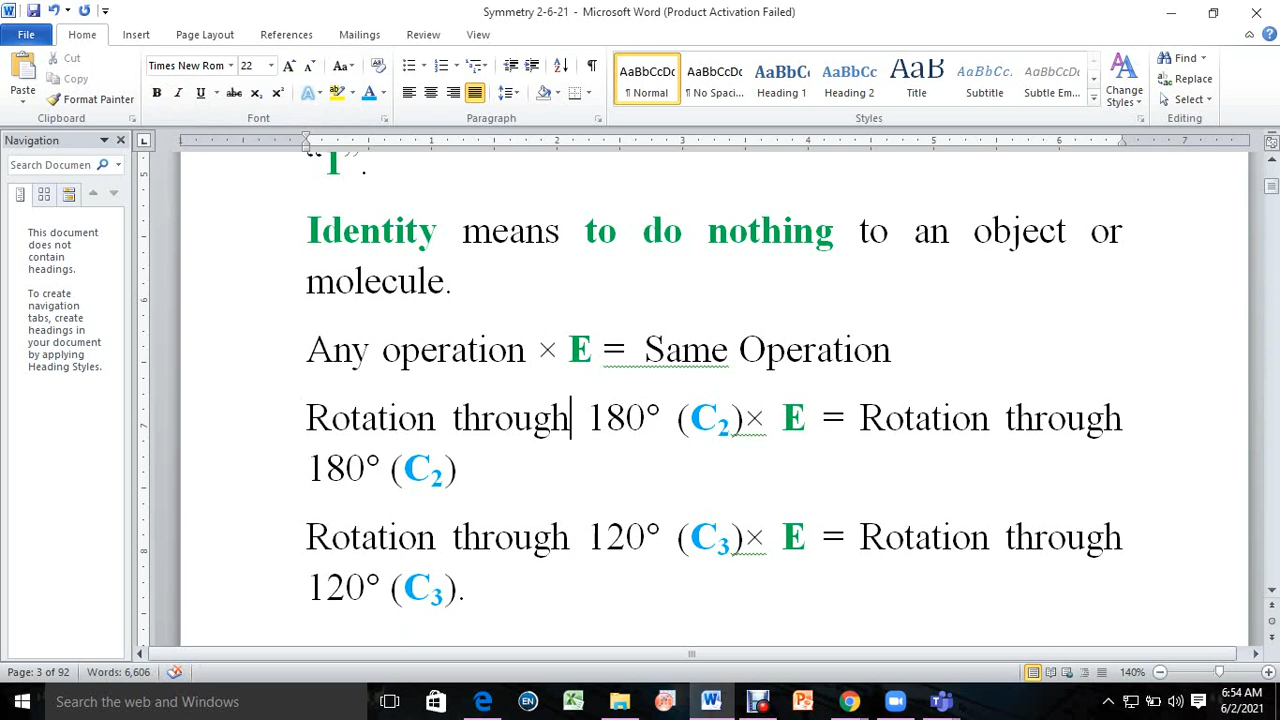 Symmetry 2-6-21 - Microsoft Word (Product Activation Failed)
File Home Insert Page Layout References Mailings Review View
Paste
Cut
Copy
Format Painter
Clipboard
Times New Rom 22
Font
Paragraph
AaBbCcDc AaBbCcDc AaBbC AaBbCc AaB AaBbCcL AaBbCcDc
¶ Normal ¶ No Spaci... Heading 1 Heading 2 Title Subtitle Subtle Em...
Styles
Change
Styles
Find
Replace
Select
Editing
Navigation
Search Documen
This document
does not
contain
headings.
To create
navigation
tabs, create
headings in
your document
by applying
Heading Styles.
Identity means to do nothing to an object or
molecule.
Any operation × E = Same Operation
Rotation through 180° (C₂)× E = Rotation through
180° (C₂)
Rotation through 120° (C₃)× E = Rotation through
120° (C₃).
Page: 3 of 92 Words: 6,606 140%
Search the web and Windows
6:54 AM
6/2/2021